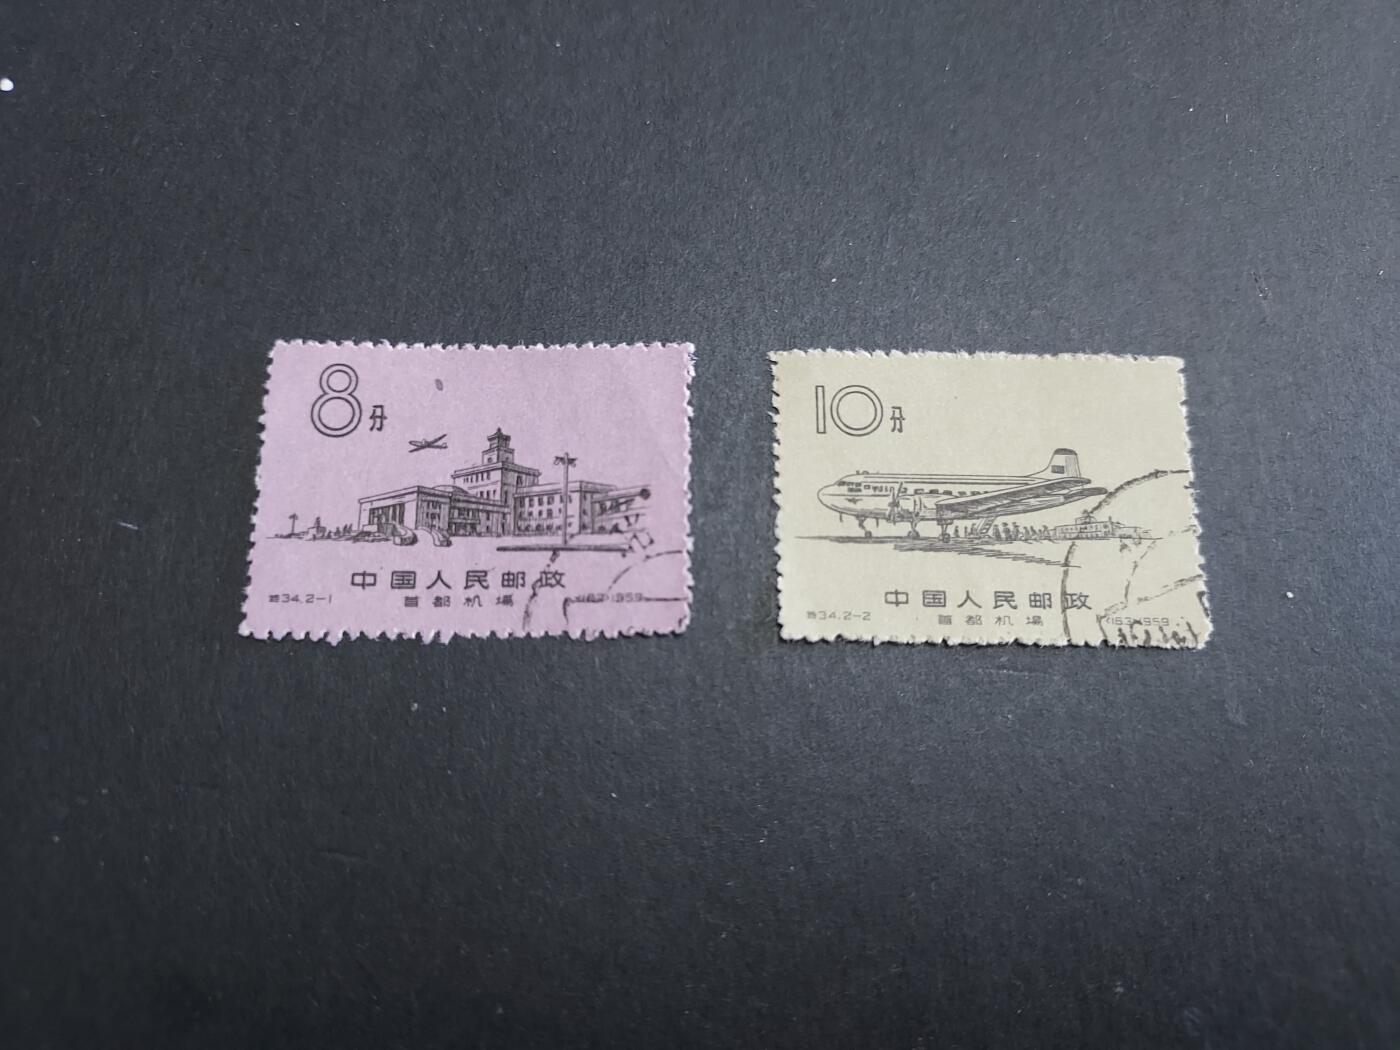 8分
中国人民邮政
特34.2-1
首都机場
(162)1959
10分
中国人民邮政
特34.2-2
首都机場
(163)1959